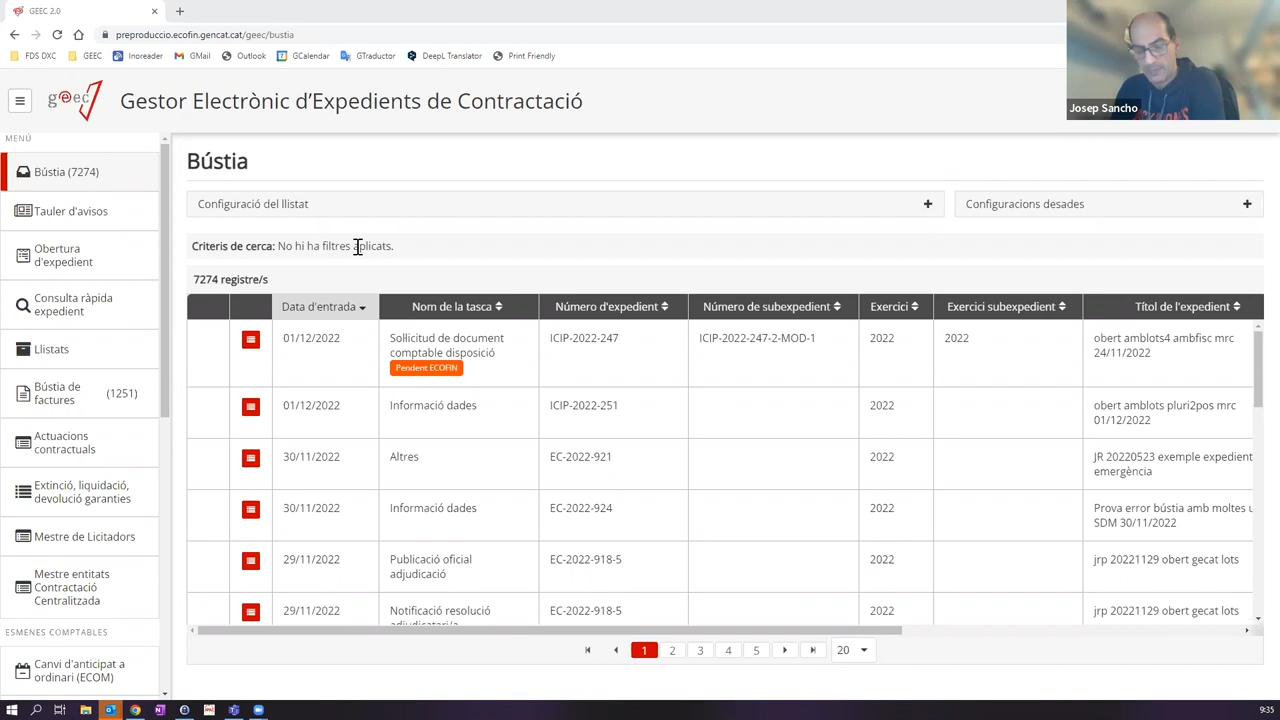 GEEC 2.0
preproduccio.ecofin.gencat.cat/geec/bustia
FDS DXC
GEEC
Inoreader
GMail
Outlook
GCalendar
GTraductor
DeepL Translator
Print Friendly
Josep Sancho
geec
Gestor Electrònic d'Expedients de Contractació
MENÚ
Bústia (7274)
Tauler d'avisos
Obertura
d'expedient
Consulta ràpida
expedient
Llistats
Bústia de
factures
(1251)
Actuacions
contractuals
Extinció, liquidació,
devolució garanties
Mestre de Licitadors
Mestre entitats
Contractació
Centralitzada
ESMENES COMPTABLES
Canvi d'anticipat a
ordinari (ECOM)
Bústia
Configuració del llistat
Configuracions desades
Criteris de cerca: No hi ha filtres aplicats.
7274 registre/s
Data d'entrada Nom de la tasca Número d'expedient Número de subexpedient Exercici Exercici subexpedient Títol de l'expedient
01/12/2022 Sol·licitud de document ICIP-2022-247 ICIP-2022-247-2-MOD-1 2022 2022 obert amblots4 ambfisc mrc
comptable disposició 24/11/2022
Pendent ECOFIN
01/12/2022 Informació dades ICIP-2022-251 2022 obert amblots pluri2pos mrc
01/12/2022
30/11/2022 Altres EC-2022-921 2022 JR 20220523 exemple expedient
emergència
30/11/2022 Informació dades EC-2022-924 2022 Prova error bústia amb moltes u
SDM 30/11/2022
29/11/2022 Publicació oficial EC-2022-918-5 2022 jrp 20221129 obert gecat lots
adjudicació
29/11/2022 Notificació resolució EC-2022-918-5 2022 jrp 20221129 obert gecat lots
adjudicatari/a
1 2 3 4 5 20
9:35